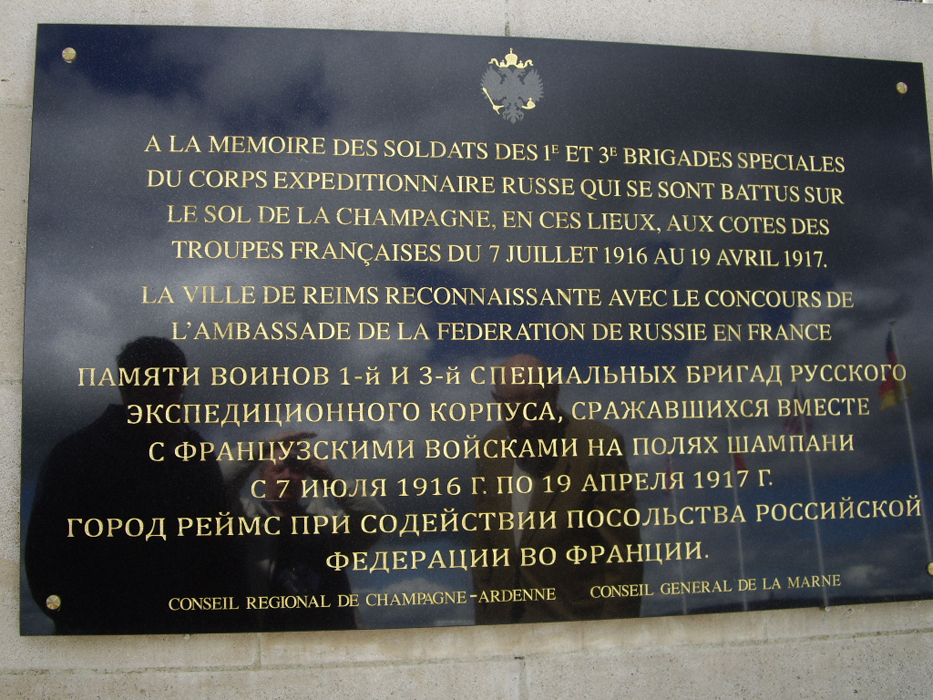 A LA MEMOIRE DES SOLDATS DES 1E ET 3E BRIGADES SPECIALES
DU CORPS EXPEDITIONNAIRE RUSSE QUI SE SONT BATTUS SUR
LE SOL DE LA CHAMPAGNE, EN CES LIEUX, AUX COTES DES
TROUPES FRANÇAISES DU 7 JUILLET 1916 AU 19 AVRIL 1917.
LA VILLE DE REIMS RECONNAISSANTE AVEC LE CONCOURS DE
L'AMBASSADE DE LA FEDERATION DE RUSSIE EN FRANCE
ПАМЯТИ ВОИНОВ 1-й И 3-й СПЕЦИАЛЬНЫХ БРИГАД РУССКОГО
ЭКСПЕДИЦИОННОГО КОРПУСА, СРАЖАВШИХСЯ ВМЕСТЕ
С ФРАНЦУЗСКИМИ ВОЙСКАМИ НА ПОЛЯХ ШАМПАНИ
С 7 ИЮЛЯ 1916 Г. ПО 19 АПРЕЛЯ 1917 Г.
ГОРОД РЕЙМС ПРИ СОДЕЙСТВИИ ПОСОЛЬСТВА РОССИЙСКОЙ
ФЕДЕРАЦИИ ВО ФРАНЦИИ.
CONSEIL REGIONAL DE CHAMPAGNE-ARDENNE CONSEIL GENERAL DE LA MARNE